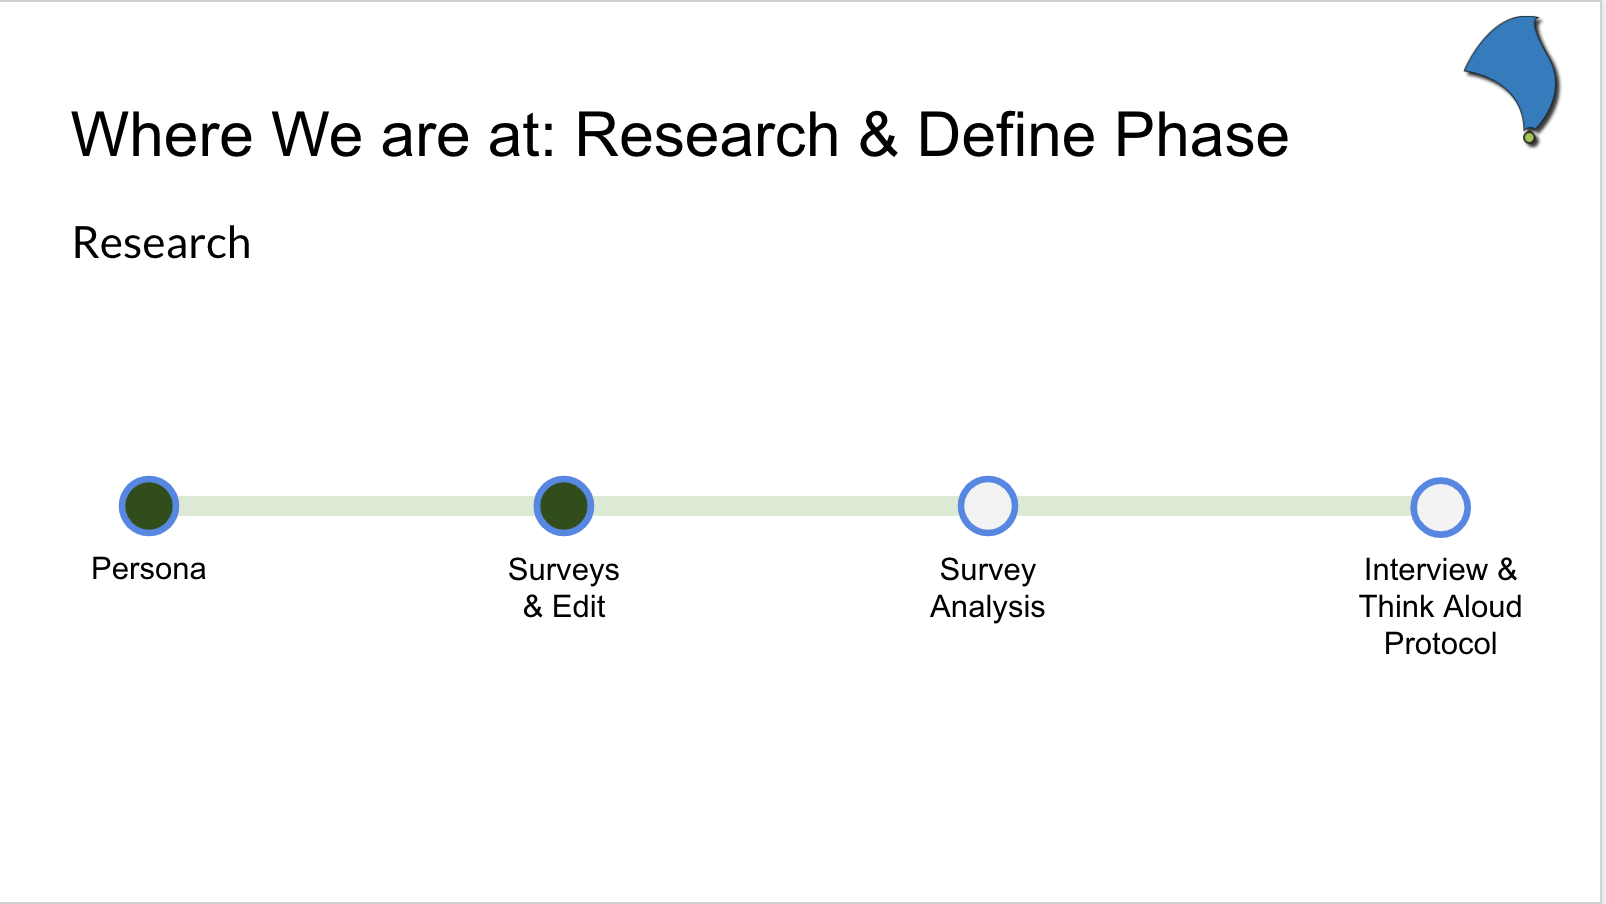 Where We are at: Research & Define Phase
Research
Persona
Surveys
& Edit
Survey
Analysis
Interview &
Think Aloud
Protocol